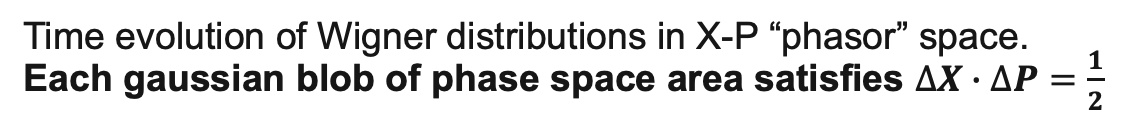 Time evolution of Wigner distributions in X-P “phasor” space.
Each gaussian blob of phase space area satisfies ΔX · ΔP = 1/2